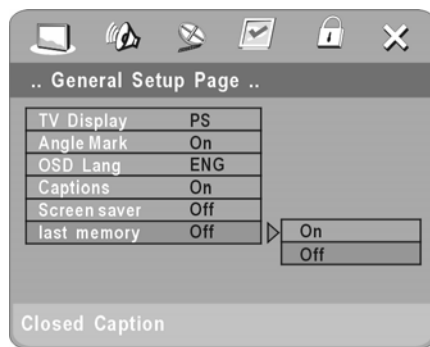 .. General Setup Page ..
TV Display PS
Angle Mark On
OSD Lang ENG
Captions On
Screen saver Off
last memory Off On
Off
Closed Caption